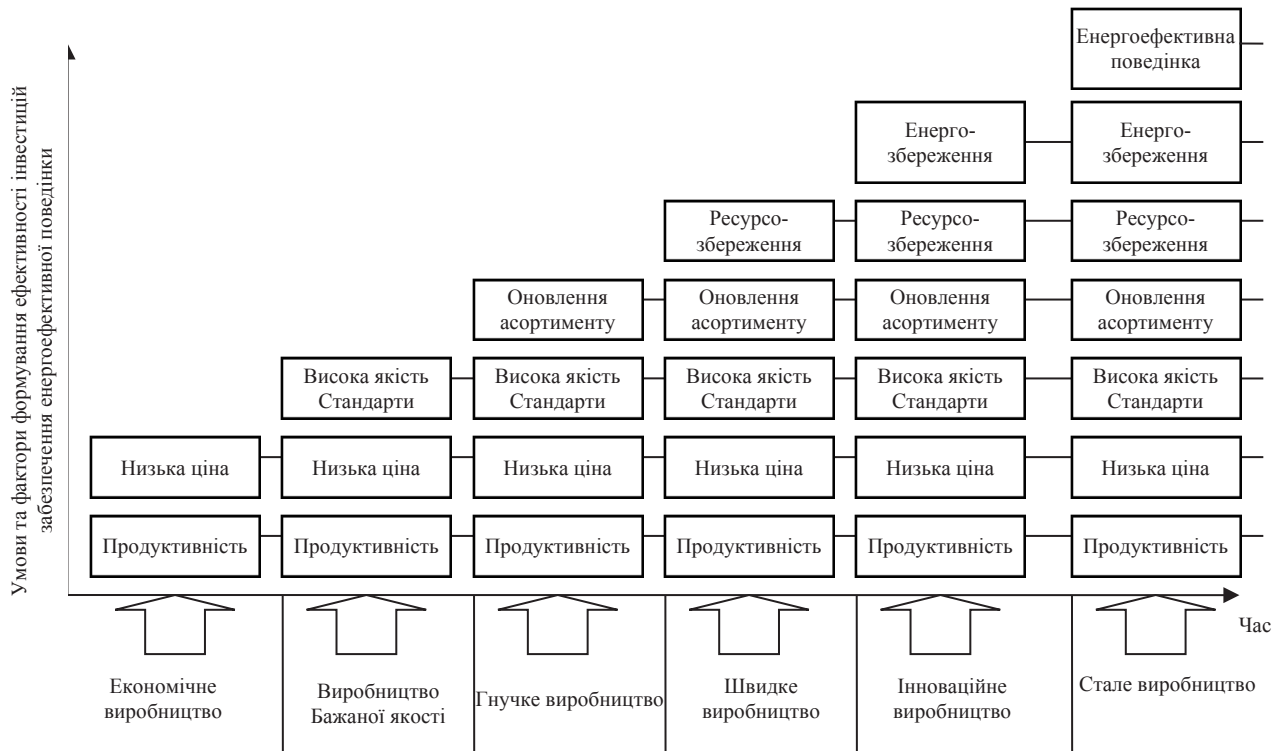 Умови та фактори формування ефективності інвестицій
забезпечення енергоефективної поведінки
Енергоефективна
поведінка
Енерго-
збереження
Енерго-
збереження
Ресурсо-
збереження
Ресурсо-
збереження
Ресурсо-
збереження
Оновлення
асортименту
Оновлення
асортименту
Оновлення
асортименту
Оновлення
асортименту
Висока якість
Стандарти
Висока якість
Стандарти
Висока якість
Стандарти
Висока якість
Стандарти
Висока якість
Стандарти
Низька ціна
Низька ціна
Низька ціна
Низька ціна
Низька ціна
Низька ціна
Продуктивність
Продуктивність
Продуктивність
Продуктивність
Продуктивність
Продуктивність
Час
Економічне
виробництво
Виробництво
Бажаної якості
Гнучке виробництво
Швидке
виробництво
Інноваційне
виробництво
Стале виробництво